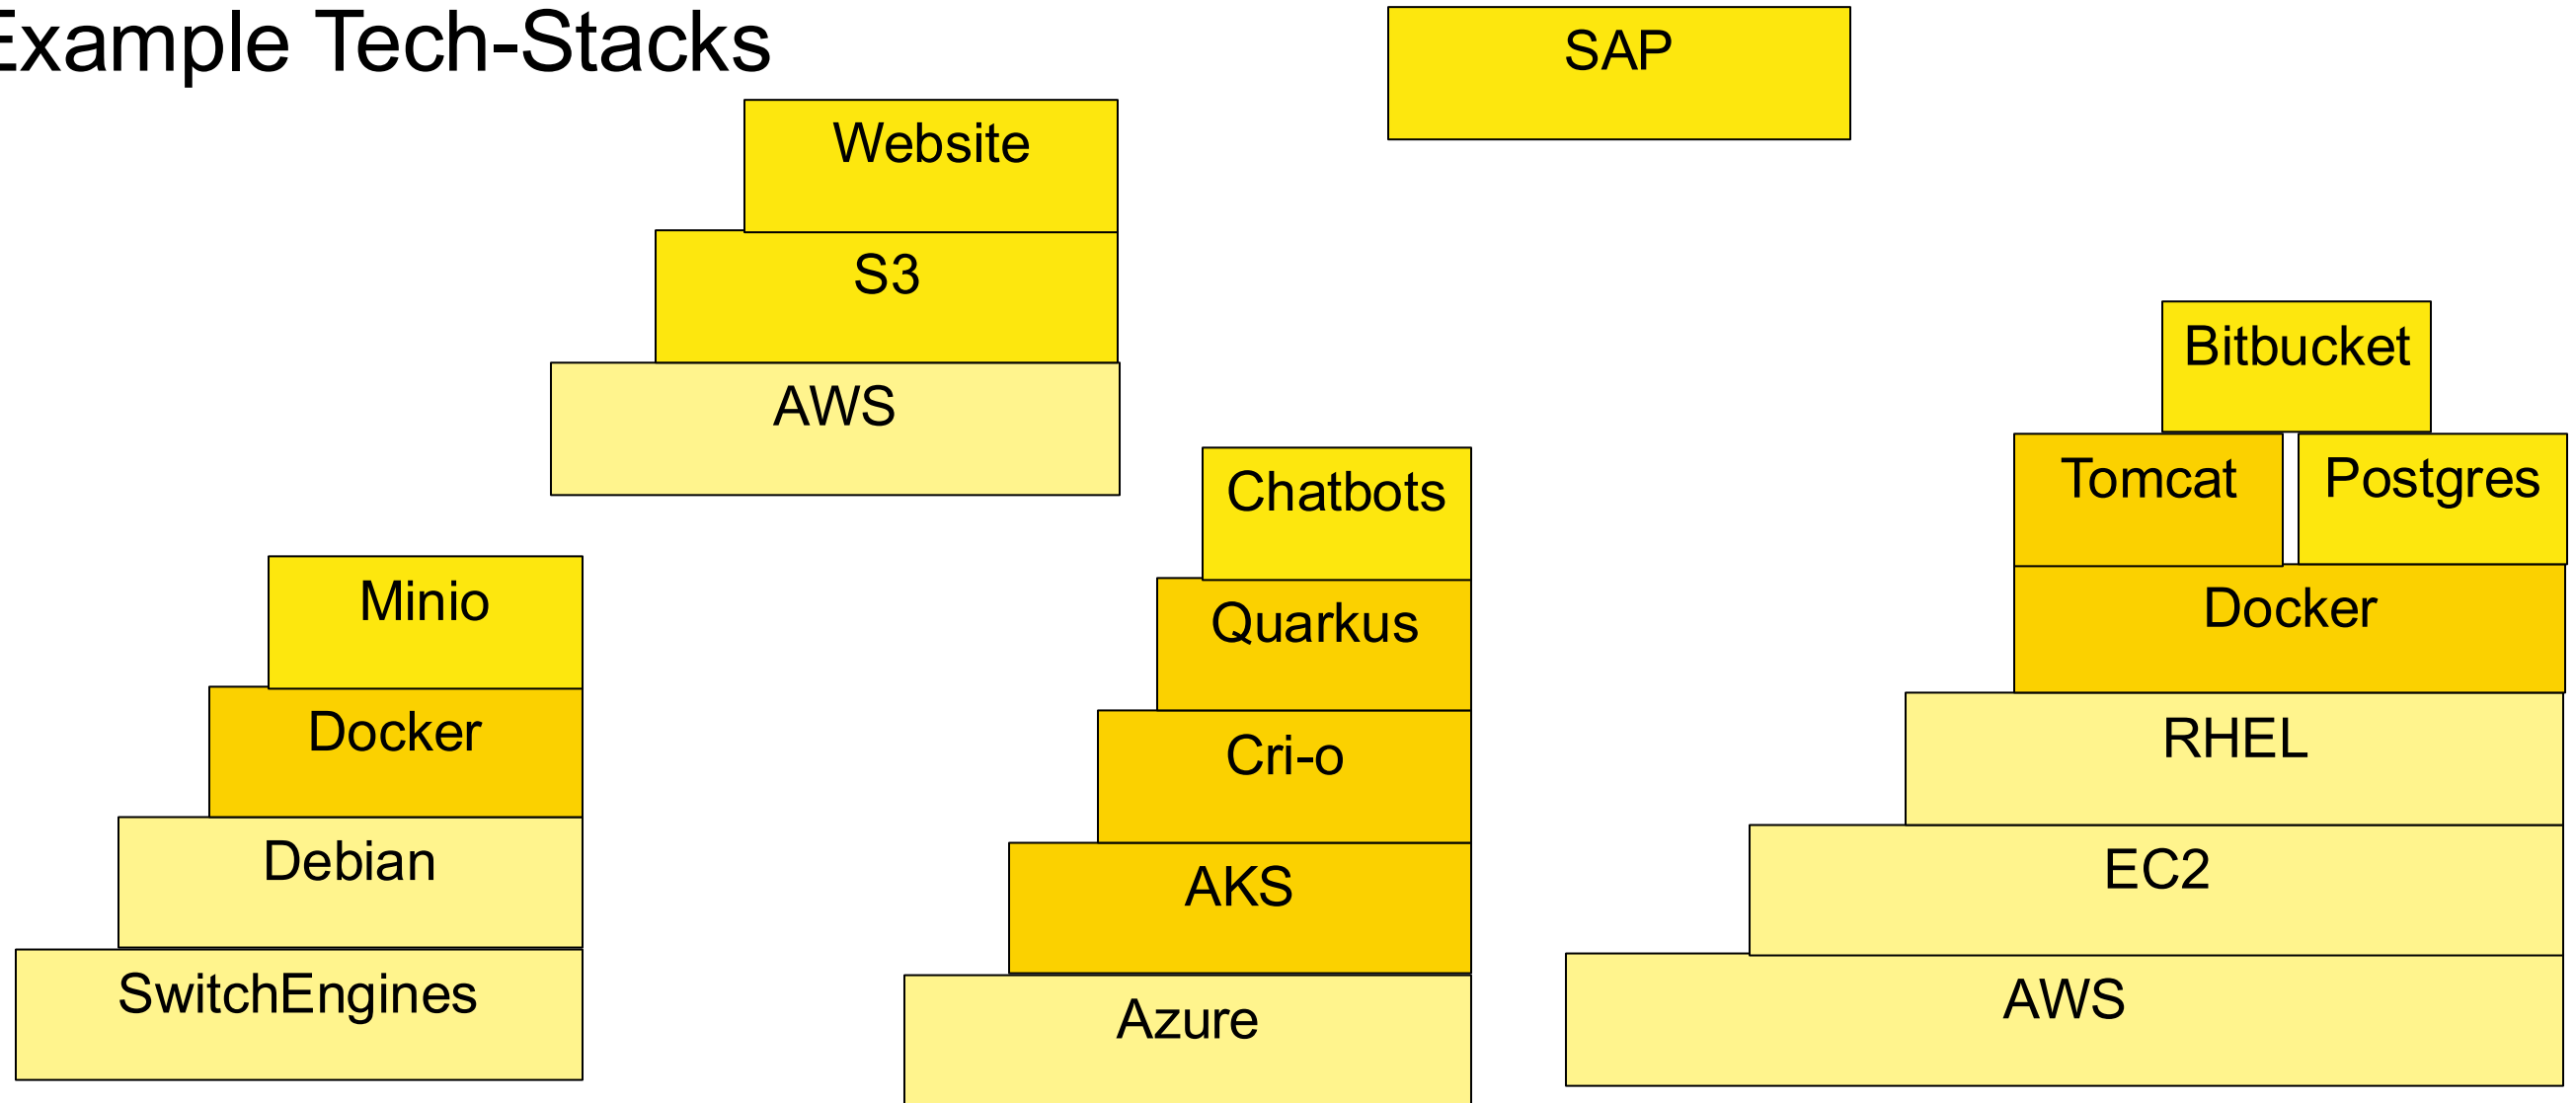 Example Tech-Stacks
SAP
Website
S3
AWS
Bitbucket
Tomcat
Postgres
Docker
RHEL
EC2
AWS
Chatbots
Quarkus
Cri-o
AKS
Azure
Minio
Docker
Debian
SwitchEngines